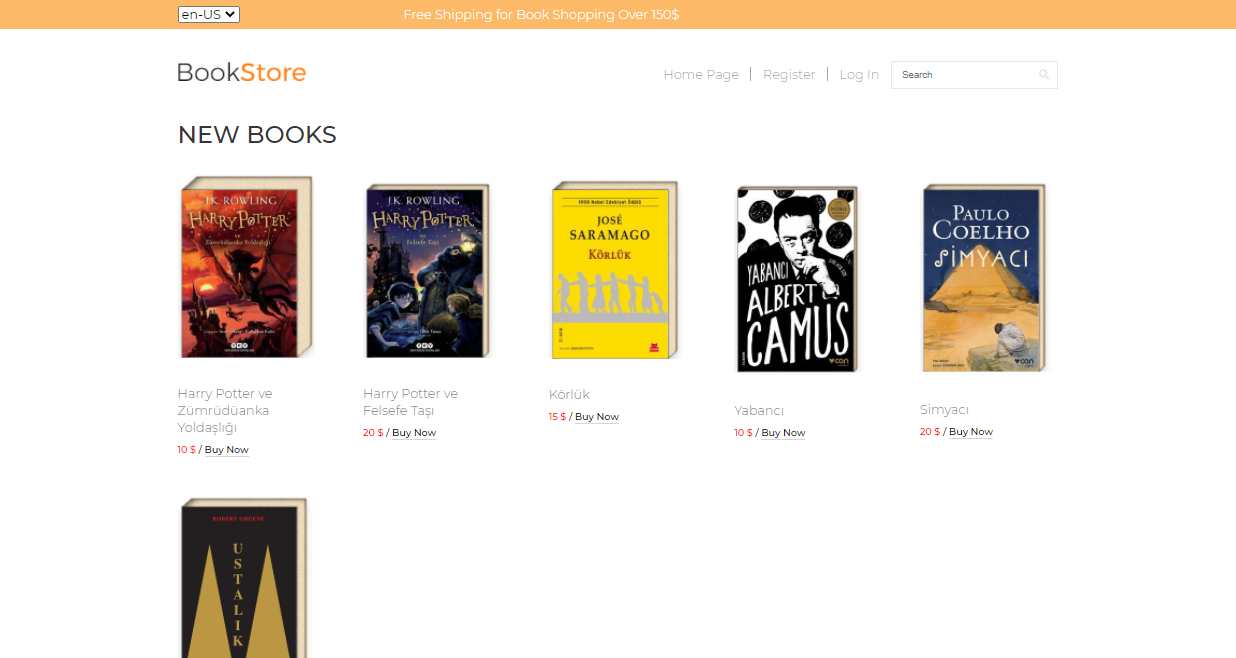 en-US
Free Shipping for Book Shopping Over 150$
BookStore
Home Page | Register | Log In
Search
NEW BOOKS
J.K. ROWLING
HARRY POTTER
ve
Zümrüdüanka Yoldaşlığı
YKY
J.K. ROWLING
HARRY POTTER
ve
Felsefe Taşı
YKY
1998 Nobel Edebiyat Ödülü
JOSÉ
SARAMAGO
KÖRLÜK
YABANCI
ALBERT
CAMUS
can
PAULO
COELHO
SİMYACI
can
Harry Potter ve
Zümrüdüanka
Yoldaşlığı
10 $ / Buy Now
Harry Potter ve
Felsefe Taşı
20 $ / Buy Now
Körlük
15 $ / Buy Now
Yabancı
10 $ / Buy Now
Simyacı
20 $ / Buy Now
ROBERT GREENE
USTALIK